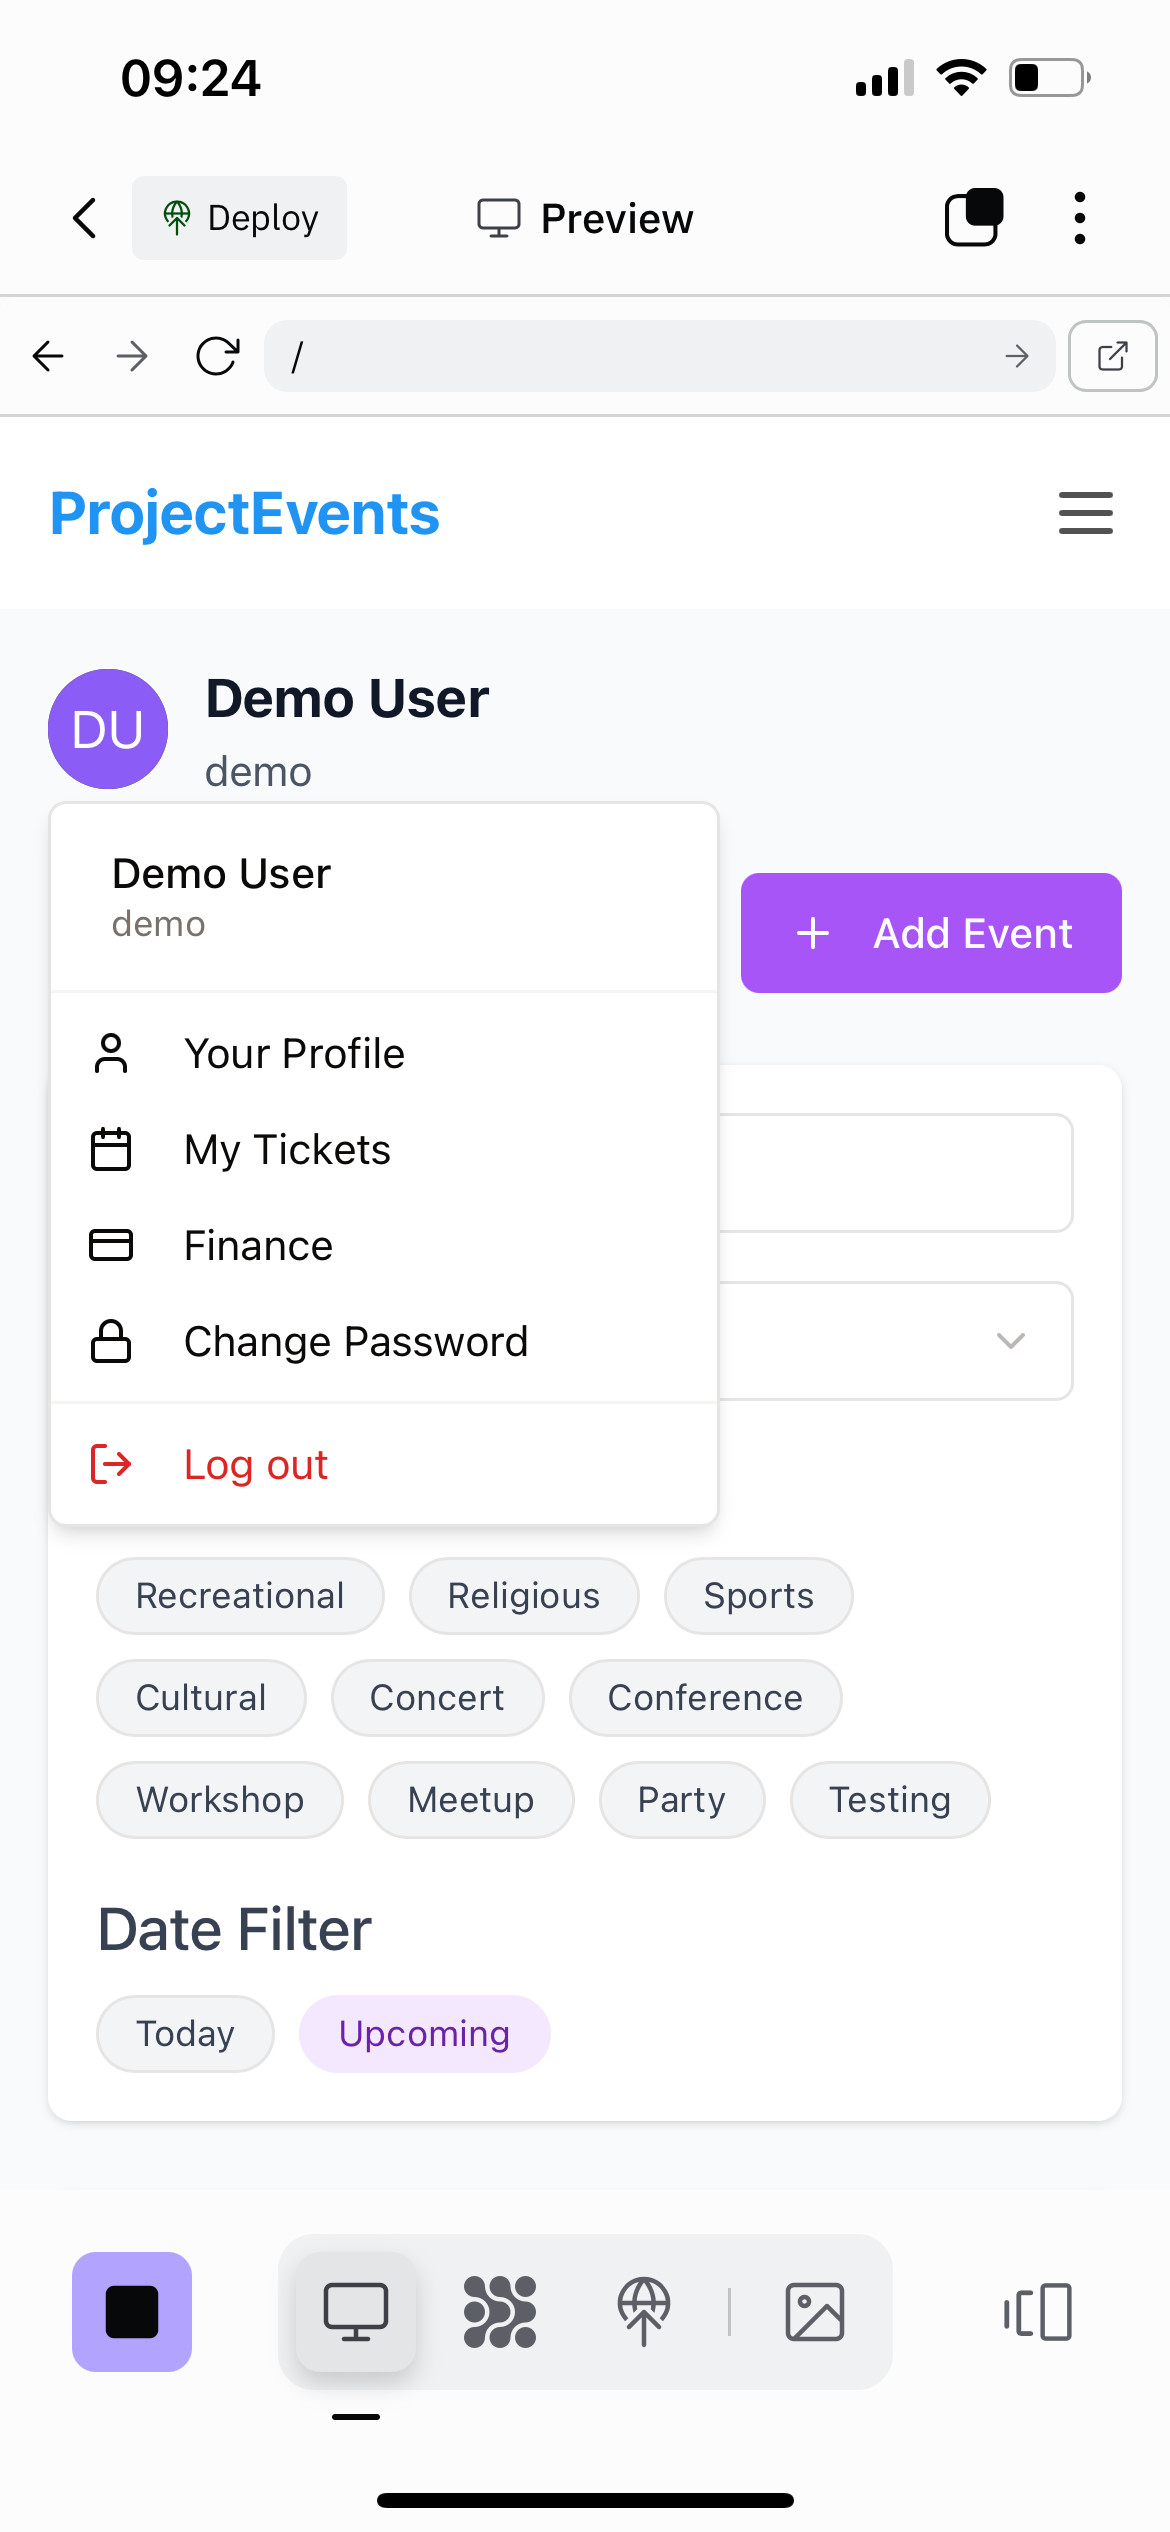 09:24
Deploy
Preview
/
ProjectEvents
DU
Demo User
demo
Demo User
demo
Add Event
Your Profile
My Tickets
Finance
Change Password
Log out
Recreational Religious Sports
Cultural Concert Conference
Workshop Meetup Party Testing
Date Filter
Today Upcoming